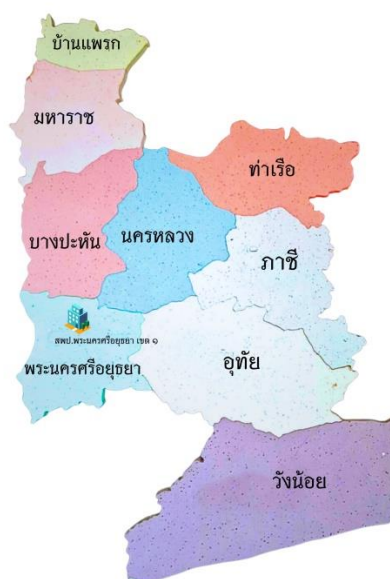 บ้านแพรก
มหาราช
ท่าเรือ
บางปะหัน
นครหลวง
ภาชี
สพป.พระนครศรีอยุธยา เขต ๑
พระนครศรีอยุธยา
อุทัย
วังน้อย